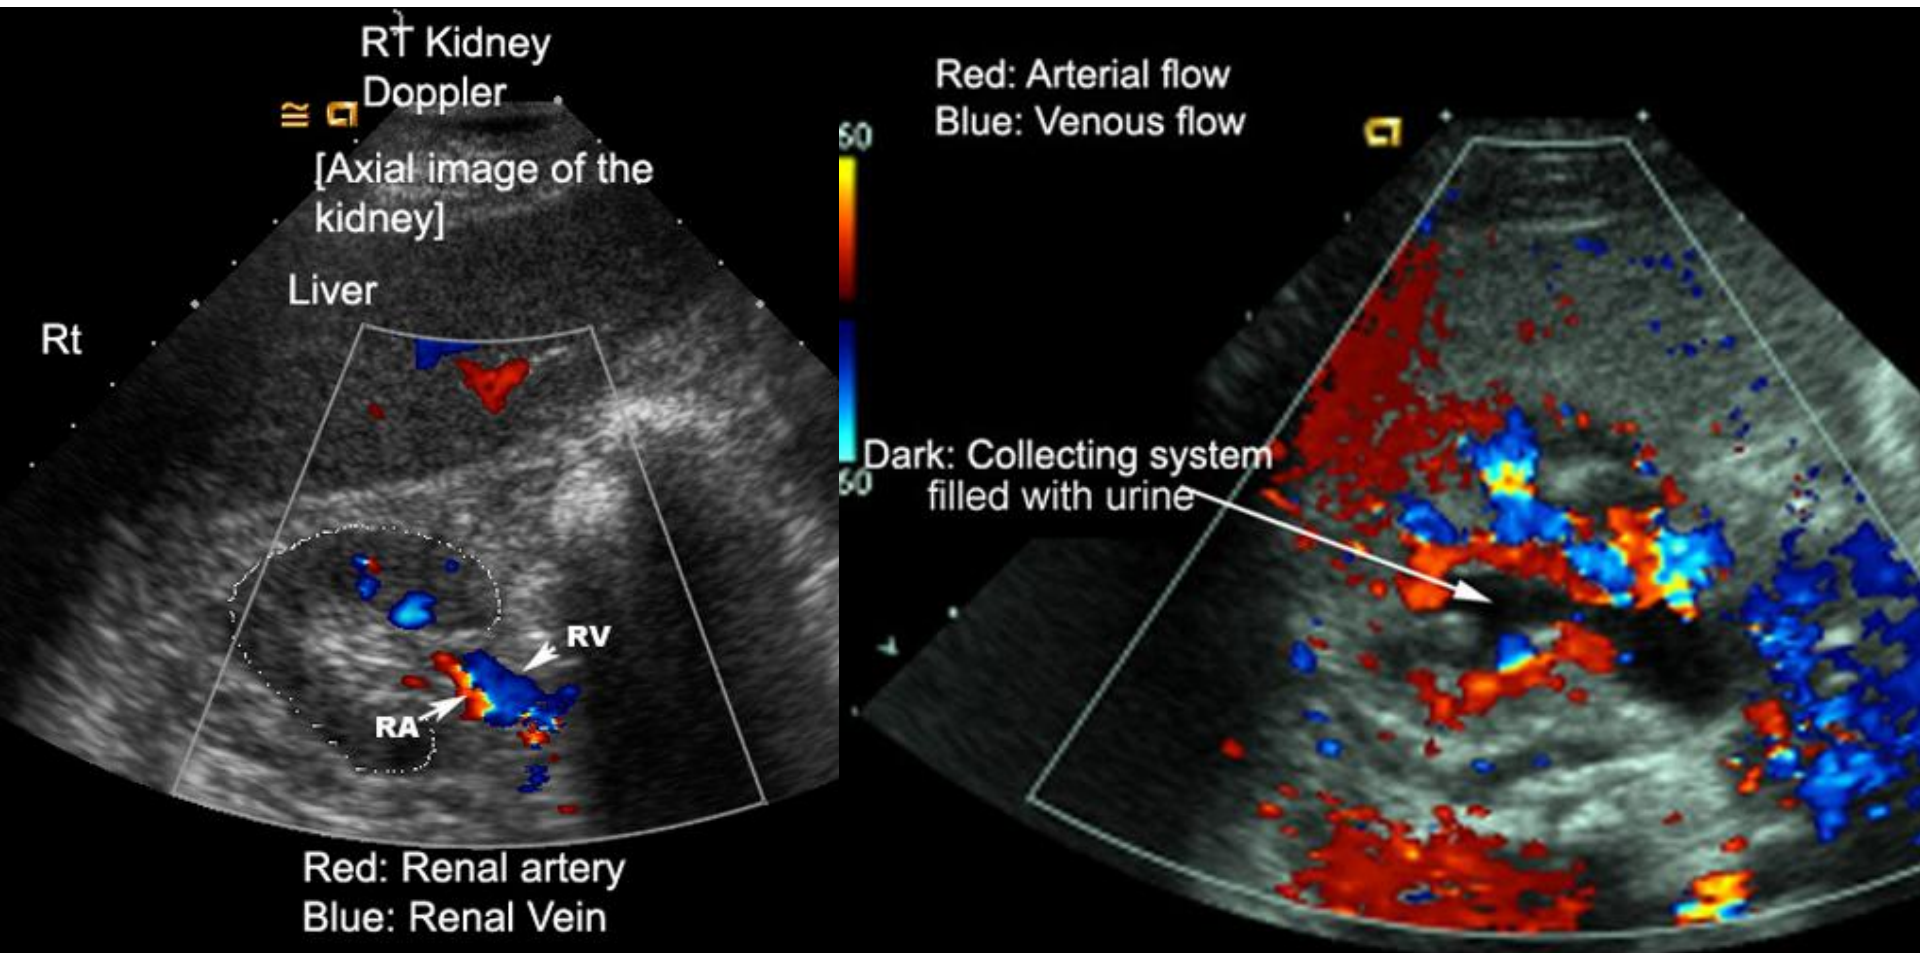 RT Kidney
Doppler
[Axial image of the
kidney]
Liver
Rt
RV
RA
Red: Renal artery
Blue: Renal Vein
Red: Arterial flow
Blue: Venous flow
60
Dark: Collecting system
filled with urine
60